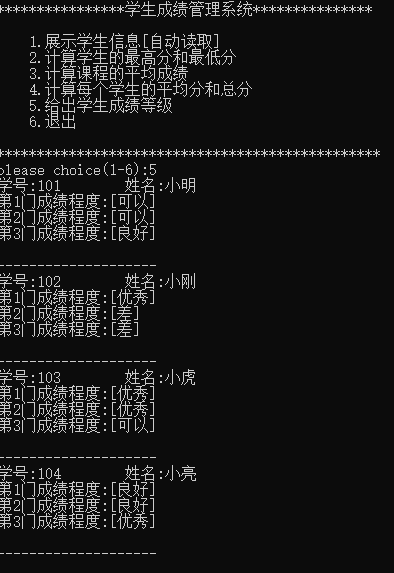 ****************学生成绩管理系统***************
1.展示学生信息[自动读取]
2.计算学生的最高分和最低分
3.计算课程的平均成绩
4.计算每个学生的平均分和总分
5.给出学生成绩等级
6.退出
************************************************
please choice(1-6):5
学号:101 姓名:小明
第1门成绩程度:[可以]
第2门成绩程度:[可以]
第3门成绩程度:[良好]
--------------------
学号:102 姓名:小刚
第1门成绩程度:[优秀]
第2门成绩程度:[差]
第3门成绩程度:[差]
--------------------
学号:103 姓名:小虎
第1门成绩程度:[优秀]
第2门成绩程度:[优秀]
第3门成绩程度:[可以]
--------------------
学号:104 姓名:小亮
第1门成绩程度:[良好]
第2门成绩程度:[良好]
第3门成绩程度:[优秀]
--------------------